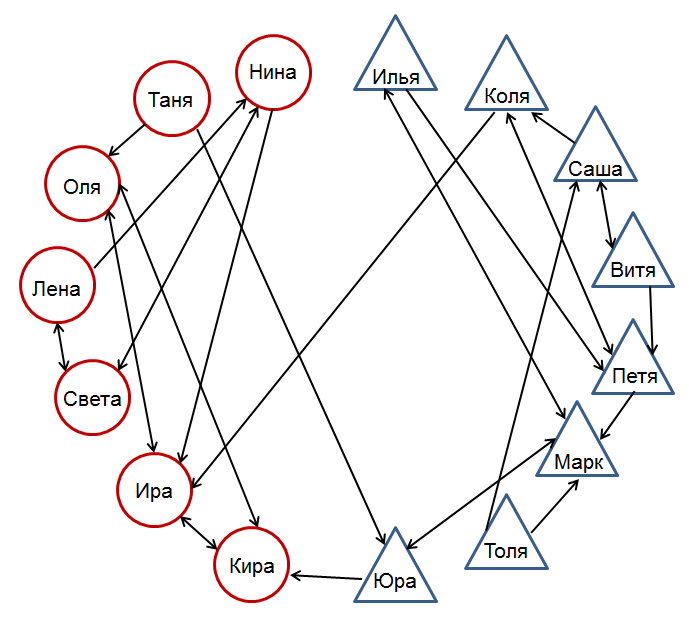 Нина
Илья
Таня
Коля
Саша
Оля
Витя
Лена
Петя
Света
Марк
Ира
Толя
Кира
Юра